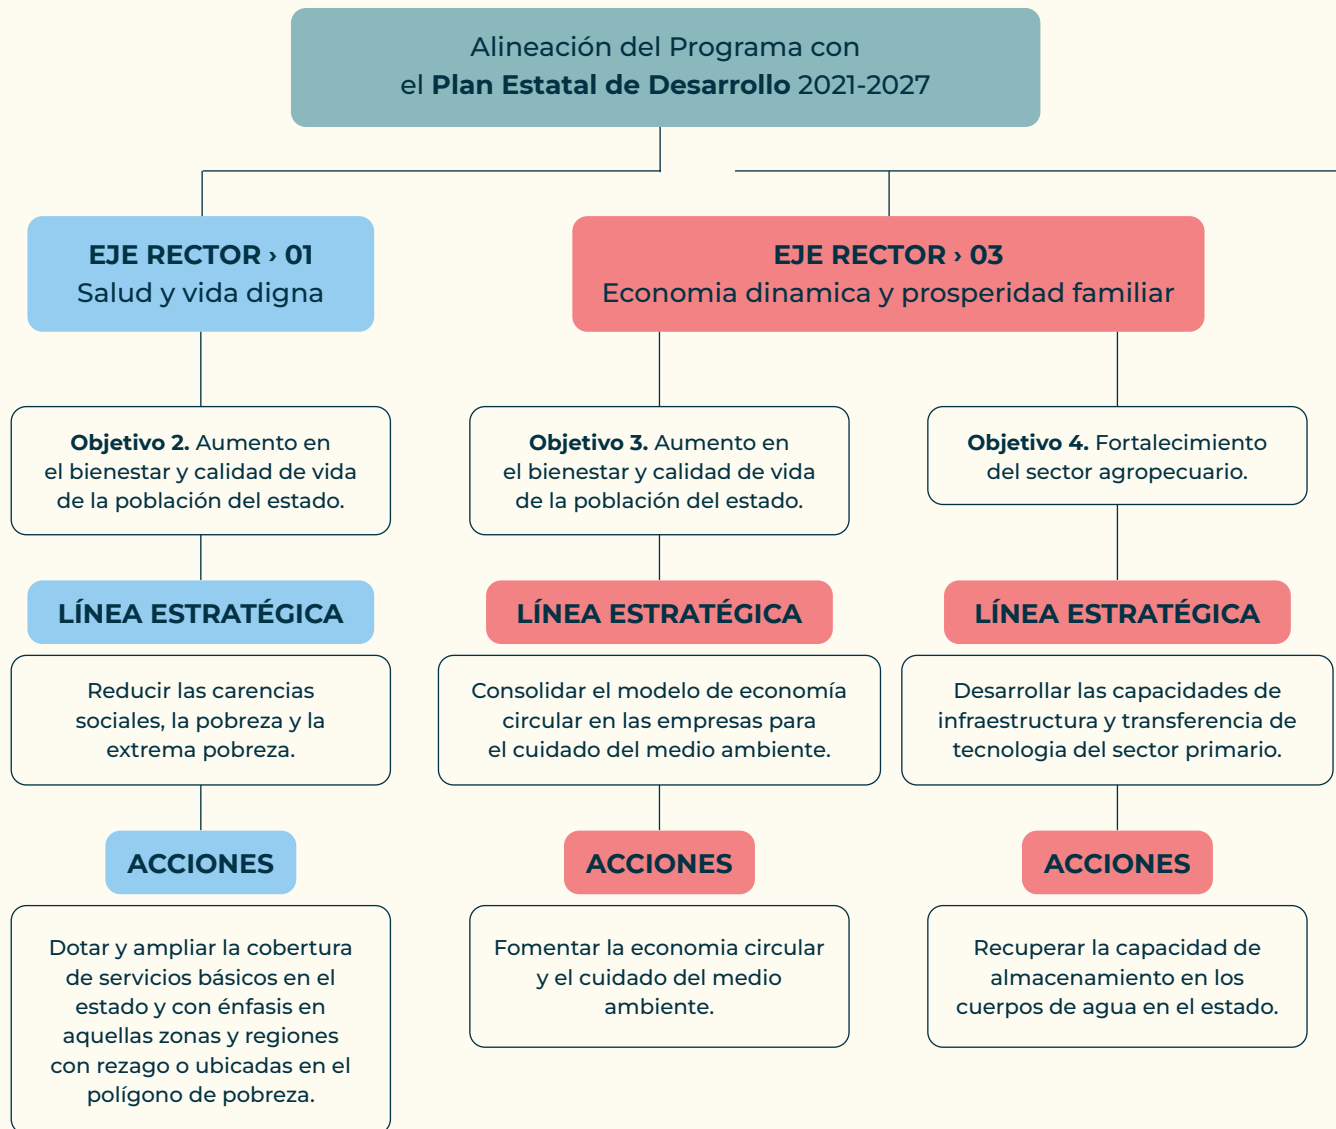 Alineación del Programa con
el Plan Estatal de Desarrollo 2021-2027
EJE RECTOR › 01
Salud y vida digna
Objetivo 2. Aumento en
el bienestar y calidad de vida
de la población del estado.
LÍNEA ESTRATÉGICA
Reducir las carencias
sociales, la pobreza y la
extrema pobreza.
ACCIONES
Dotar y ampliar la cobertura
de servicios básicos en el
estado y con énfasis en
aquellas zonas y regiones
con rezago o ubicadas en el
polígono de pobreza.
EJE RECTOR › 03
Economia dinamica y prosperidad familiar
Objetivo 3. Aumento en
el bienestar y calidad de vida
de la población del estado.
LÍNEA ESTRATÉGICA
Consolidar el modelo de economía
circular en las empresas para
el cuidado del medio ambiente.
ACCIONES
Fomentar la economia circular
y el cuidado del medio
ambiente.
Objetivo 4. Fortalecimiento
del sector agropecuario.
LÍNEA ESTRATÉGICA
Desarrollar las capacidades de
infraestructura y transferencia de
tecnologia del sector primario.
ACCIONES
Recuperar la capacidad de
almacenamiento en los
cuerpos de agua en el estado.